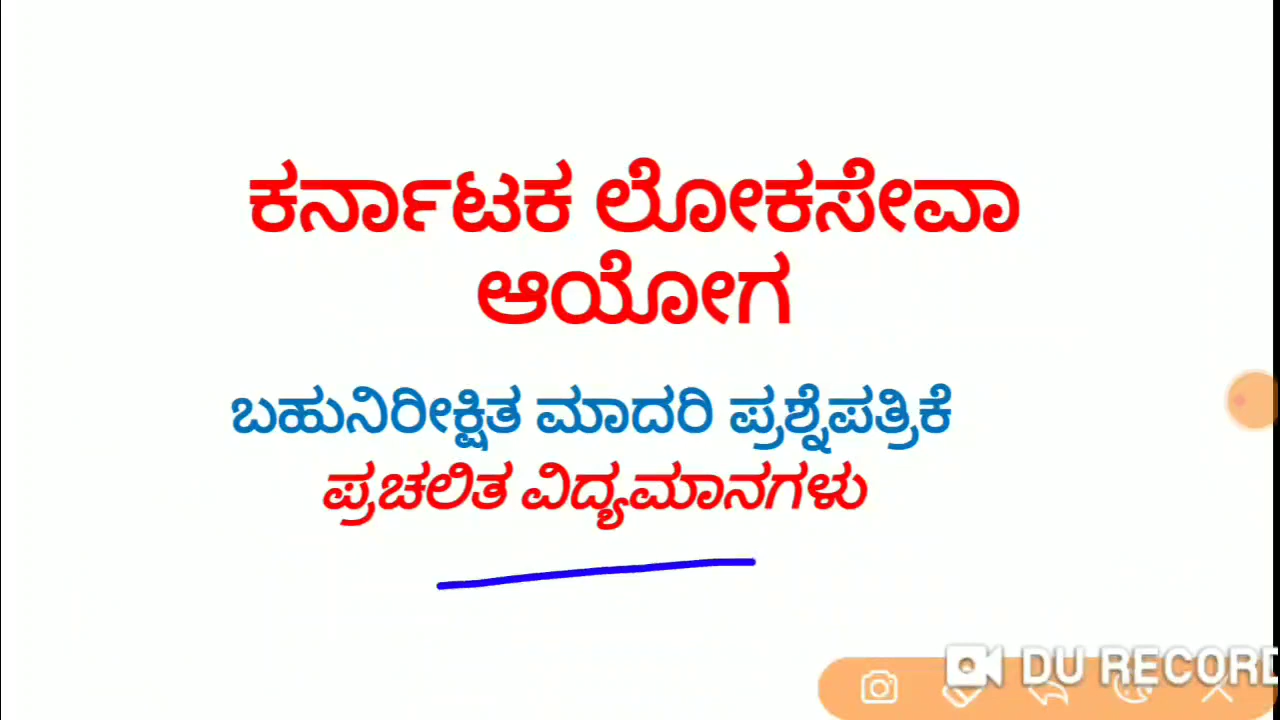 ಕರ್ನಾಟಕ ಲೋಕಸೇವಾ
ಆಯೋಗ
ಬಹುನಿರೀಕ್ಷಿತ ಮಾದರಿ ಪ್ರಶ್ನೆಪತ್ರಿಕೆ
ಪ್ರಚಲಿತ ವಿದ್ಯಮಾನಗಳು
DU RECORD